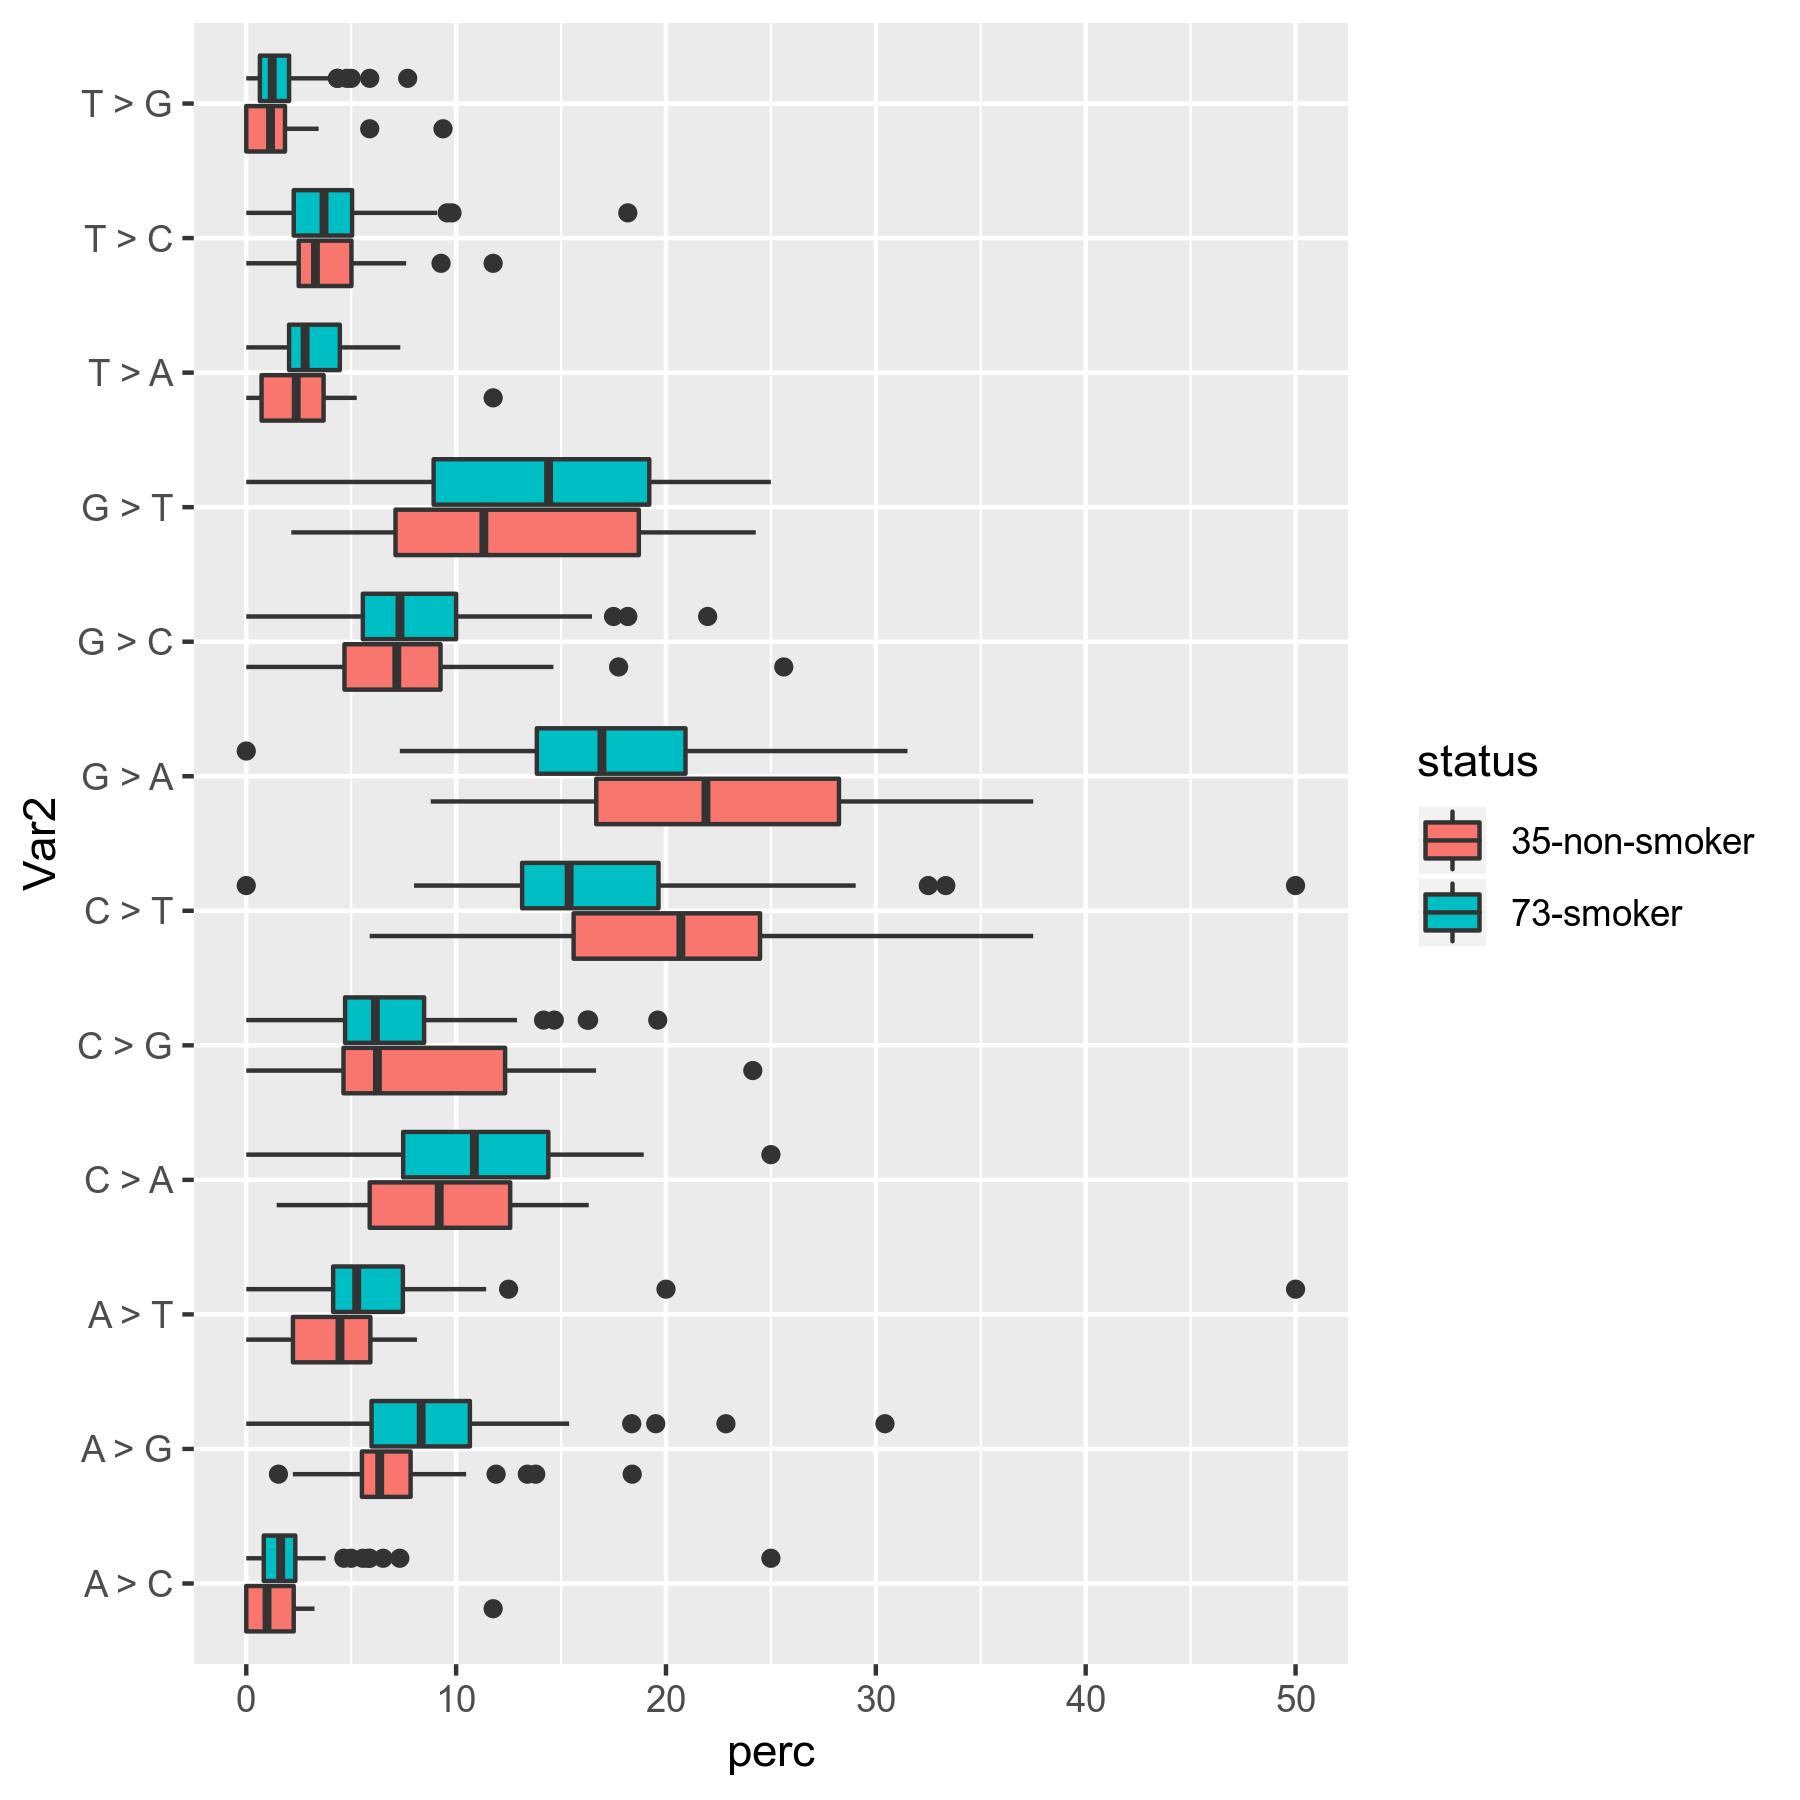 T > G
T > C
T > A
G > T
G > C
G > A
C > T
C > G
C > A
A > T
A > G
A > C
Var2
0 10 20 30 40 50
perc
status
35-non-smoker
73-smoker